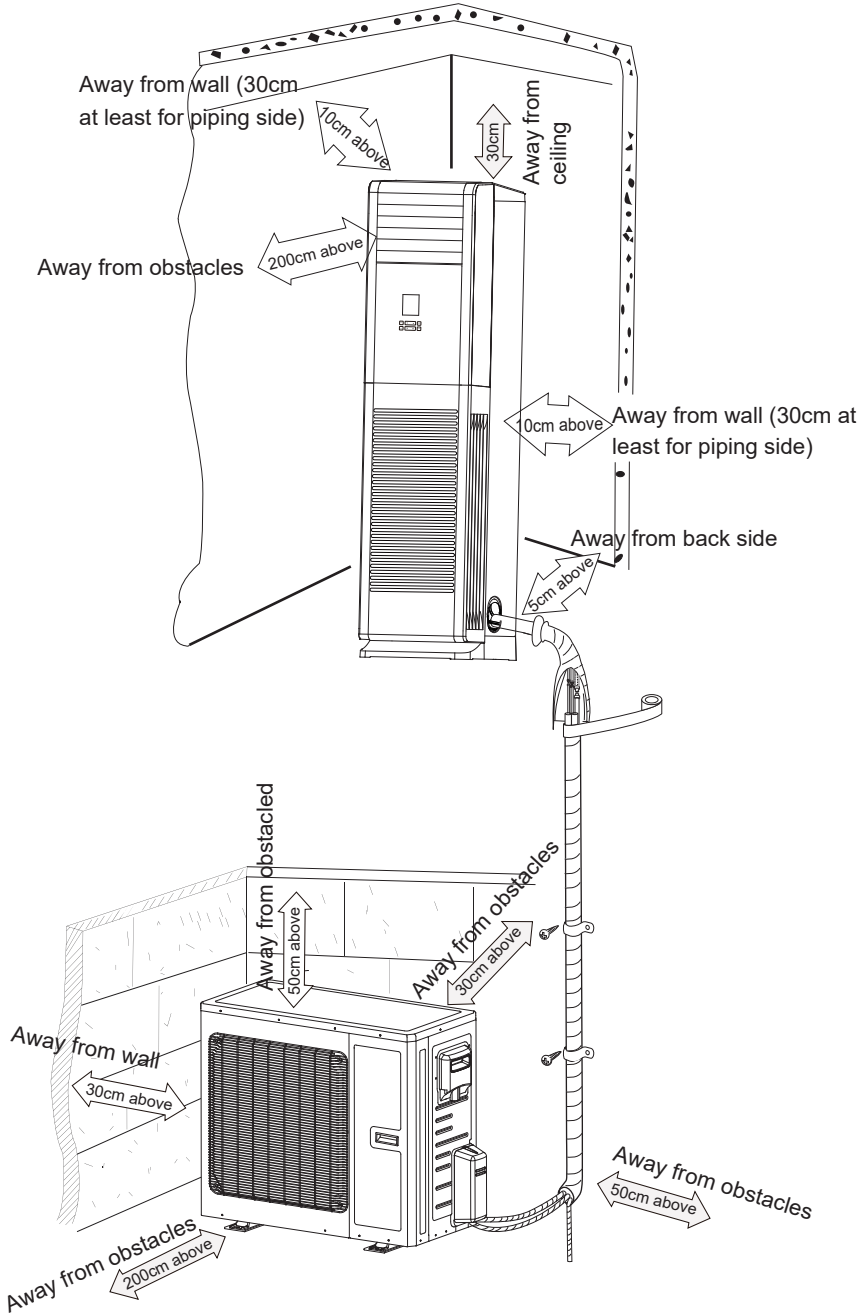 Away from wall (30cm
at least for piping side)
10cm above
30cm
Away from
ceiling
Away from obstacles
200cm above
10cm above
Away from wall (30cm at
least for piping side)
Away from back side
5cm above
Away from obstacled
50cm above
Away from obstacles
30cm above
Away from wall
30cm above
Away from obstacles
50cm above
Away from obstacles
200cm above